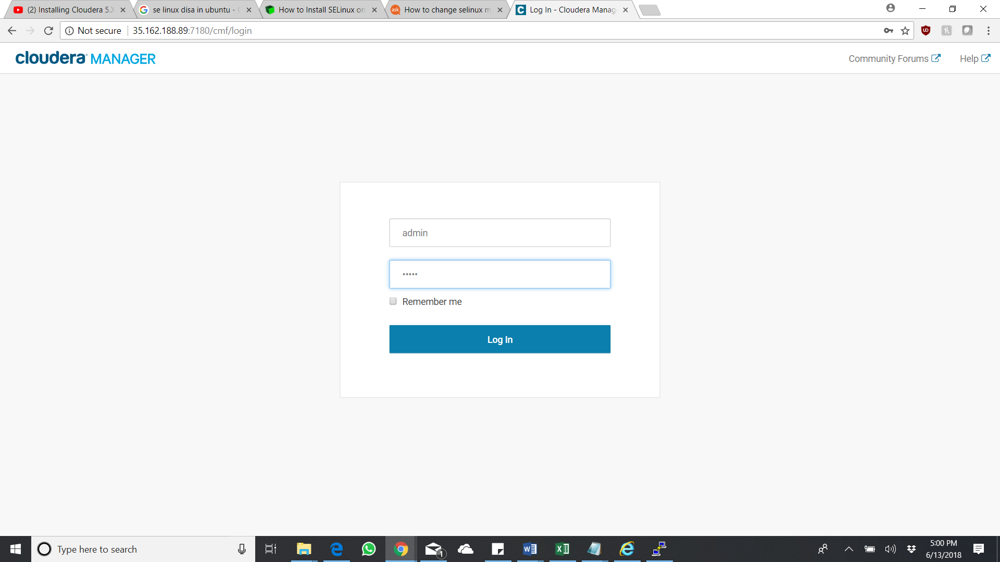 (2) Installing Cloudera 5.X
se linux disa in ubuntu - G
How to Install SELinux on
ask
How to change selinux m
C
Log In - Cloudera Manag
Not secure
35.162.188.89:7180/cmf/login
cloudera MANAGER
Community Forums
Help
admin
•••••
Remember me
Log In
Type here to search
1
5:00 PM
6/13/2018